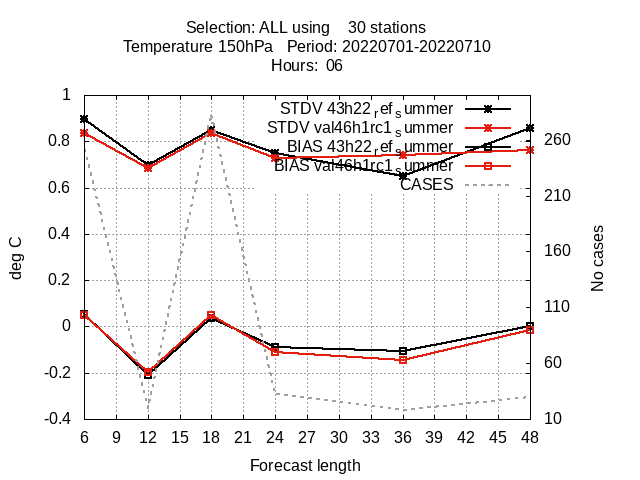 Selection: ALL using    30 stations
Temperature 150hPa   Period: 20220701-20220710
Hours:  06
STDV 43h22_ref_summer
STDV val46h1rc1_summer
BIAS 43h22_ref_summer
BIAS val46h1rc1_summer
CASES
deg C
1
0.8
0.6
0.4
0.2
0
-0.2
-0.4
260
210
160
110
60
10
No cases
6 9 12 15 18 21 24 27 30 33 36 39 42 45 48
Forecast length